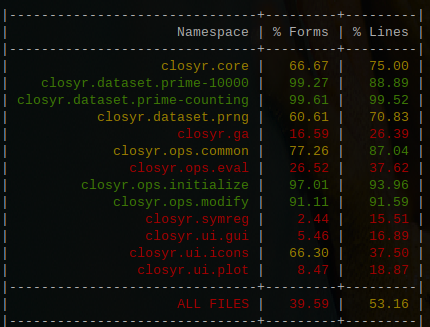 |---------------------------------+---------+---------|
Namespace | % Forms | % Lines |
|---------------------------------+---------+---------|
| closyr.core | 66.67 | 75.00 |
| closyr.dataset.prime-10000 | 99.27 | 88.89 |
| closyr.dataset.prime-counting | 99.61 | 99.52 |
| closyr.dataset.prng | 60.61 | 70.83 |
| closyr.ga | 16.59 | 26.39 |
| closyr.ops.common | 77.26 | 87.04 |
| closyr.ops.eval | 26.52 | 37.62 |
| closyr.ops.initialize | 97.01 | 93.96 |
| closyr.ops.modify | 91.11 | 91.59 |
| closyr.symreg | 2.44 | 15.51 |
| closyr.ui.gui | 5.46 | 16.89 |
| closyr.ui.icons | 66.30 | 37.50 |
| closyr.ui.plot | 8.47 | 18.87 |
|---------------------------------+---------+---------|
| ALL FILES | 39.59 | 53.16 |
|---------------------------------+---------+---------|